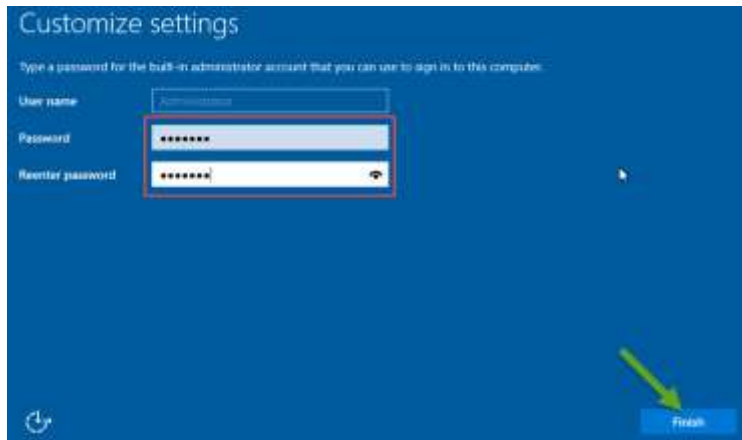 Customize settings
Type a password for the built-in administrator account that you can use to sign in to this computer.
User name
Administrator
Password
•••••••
Reenter password
•••••••
Finish